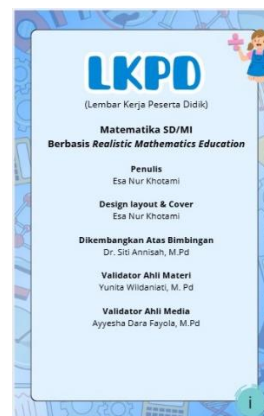 LKPD
(Lembar Kerja Peserta Didik)
Matematika SD/MI
Berbasis Realistic Mathematics Education
Penulis
Esa Nur Khotami
Design layout & Cover
Esa Nur Khotami
Dikembangkan Atas Bimbingan
Dr. Siti Annisah, M.Pd
Validator Ahli Materi
Yunita Wildaniati, M. Pd
Validator Ahli Media
Ayyesha Dara Fayola, M.Pd
i